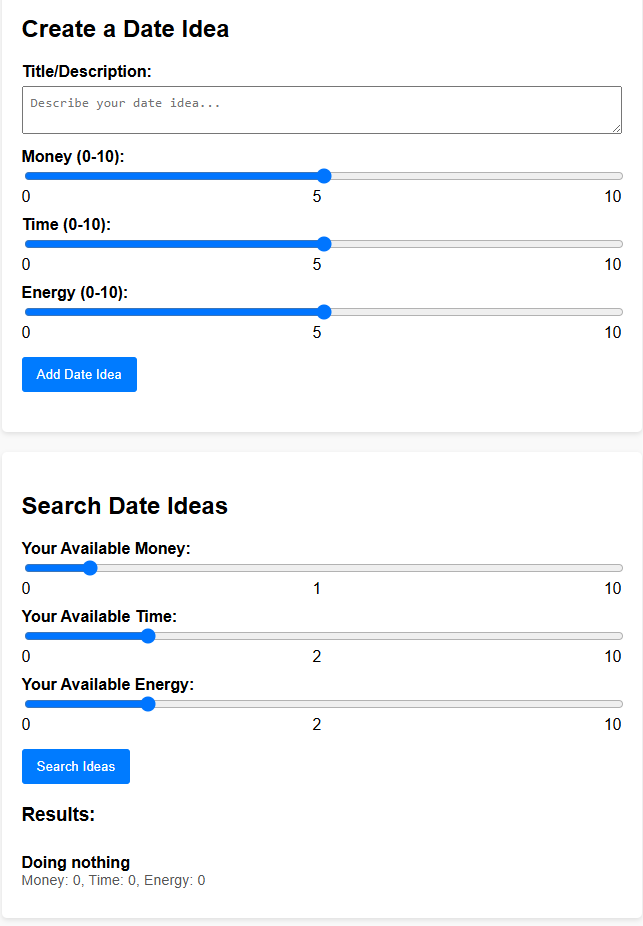 Create a Date Idea
Title/Description:
Describe your date idea...
Money (0-10):
0 5 10
Time (0-10):
0 5 10
Energy (0-10):
0 5 10
Add Date Idea
Search Date Ideas
Your Available Money:
0 1 10
Your Available Time:
0 2 10
Your Available Energy:
0 2 10
Search Ideas
Results:
Doing nothing
Money: 0, Time: 0, Energy: 0